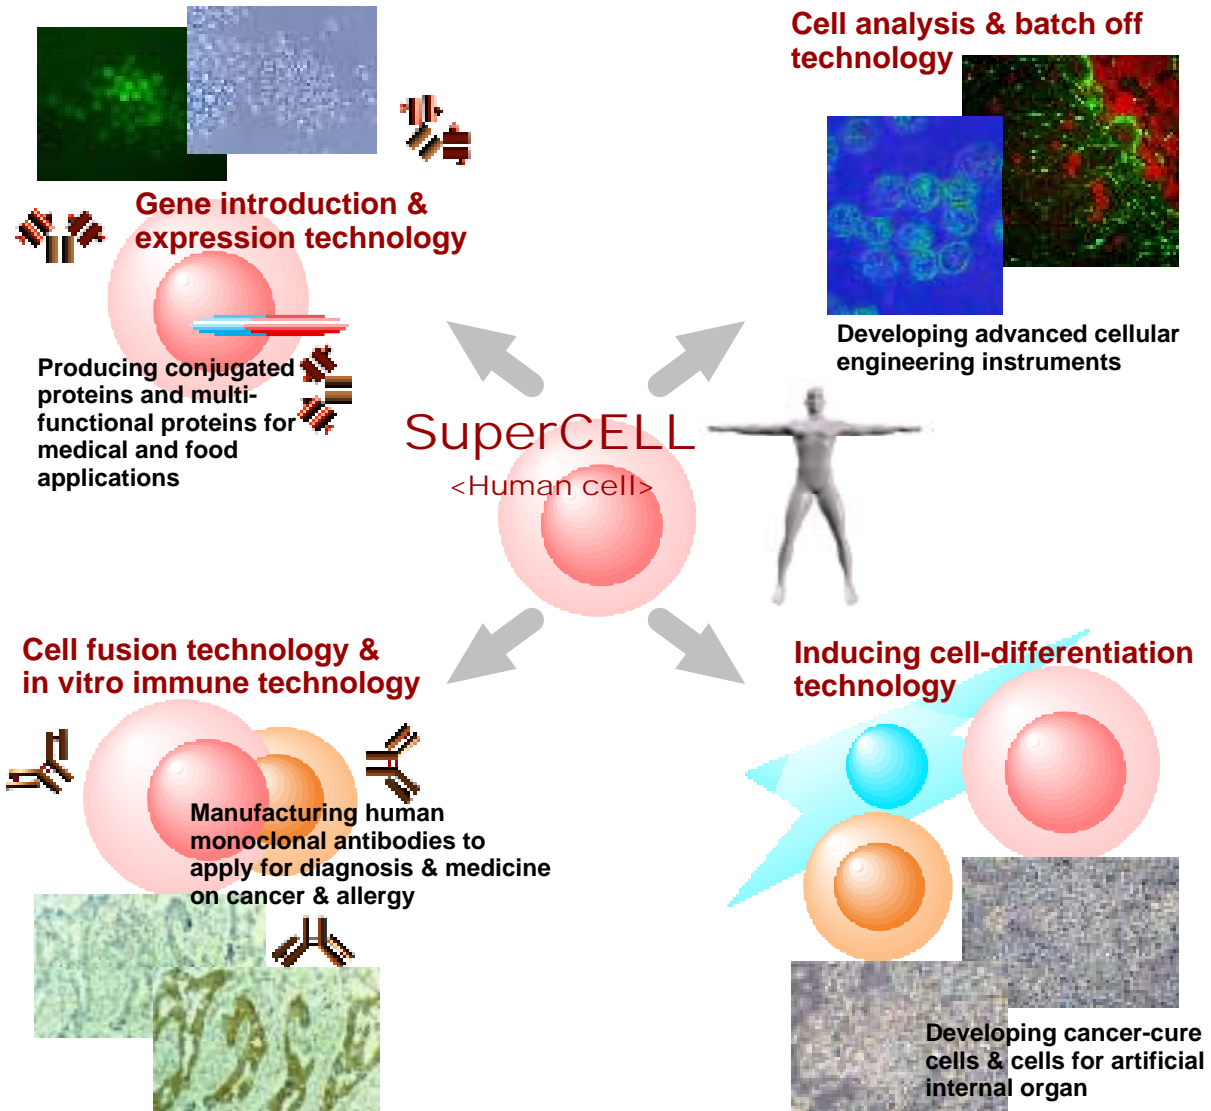 Cell analysis & batch off
technology
Gene introduction &
expression technology
Developing advanced cellular
engineering instruments
Producing conjugated
proteins and multi-
functional proteins for
medical and food
applications
SuperCELL
<Human cell>
Cell fusion technology &
in vitro immune technology
Inducing cell-differentiation
technology
Manufacturing human
monoclonal antibodies to
apply for diagnosis & medicine
on cancer & allergy
Developing cancer-cure
cells & cells for artificial
internal organ